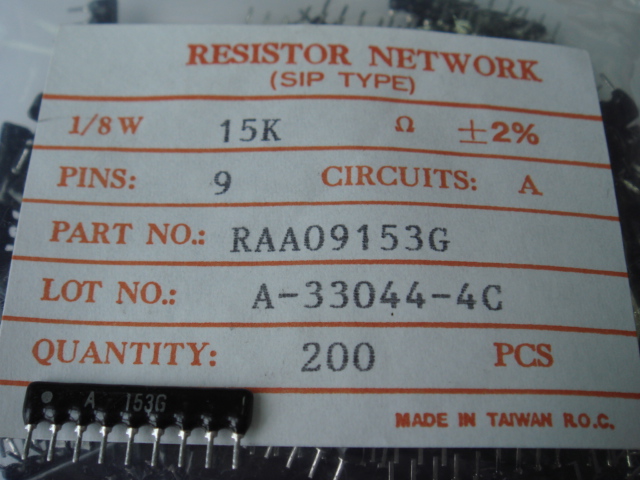 RESISTOR NETWORK
(SIP TYPE)
1/8 W 15K Ω ±2%
PINS: 9 CIRCUITS: A
PART NO.: RAA09153G
LOT NO.: A-33044-4C
QUANTITY: 200 PCS
A 153G
MADE IN TAIWAN R.O.C.